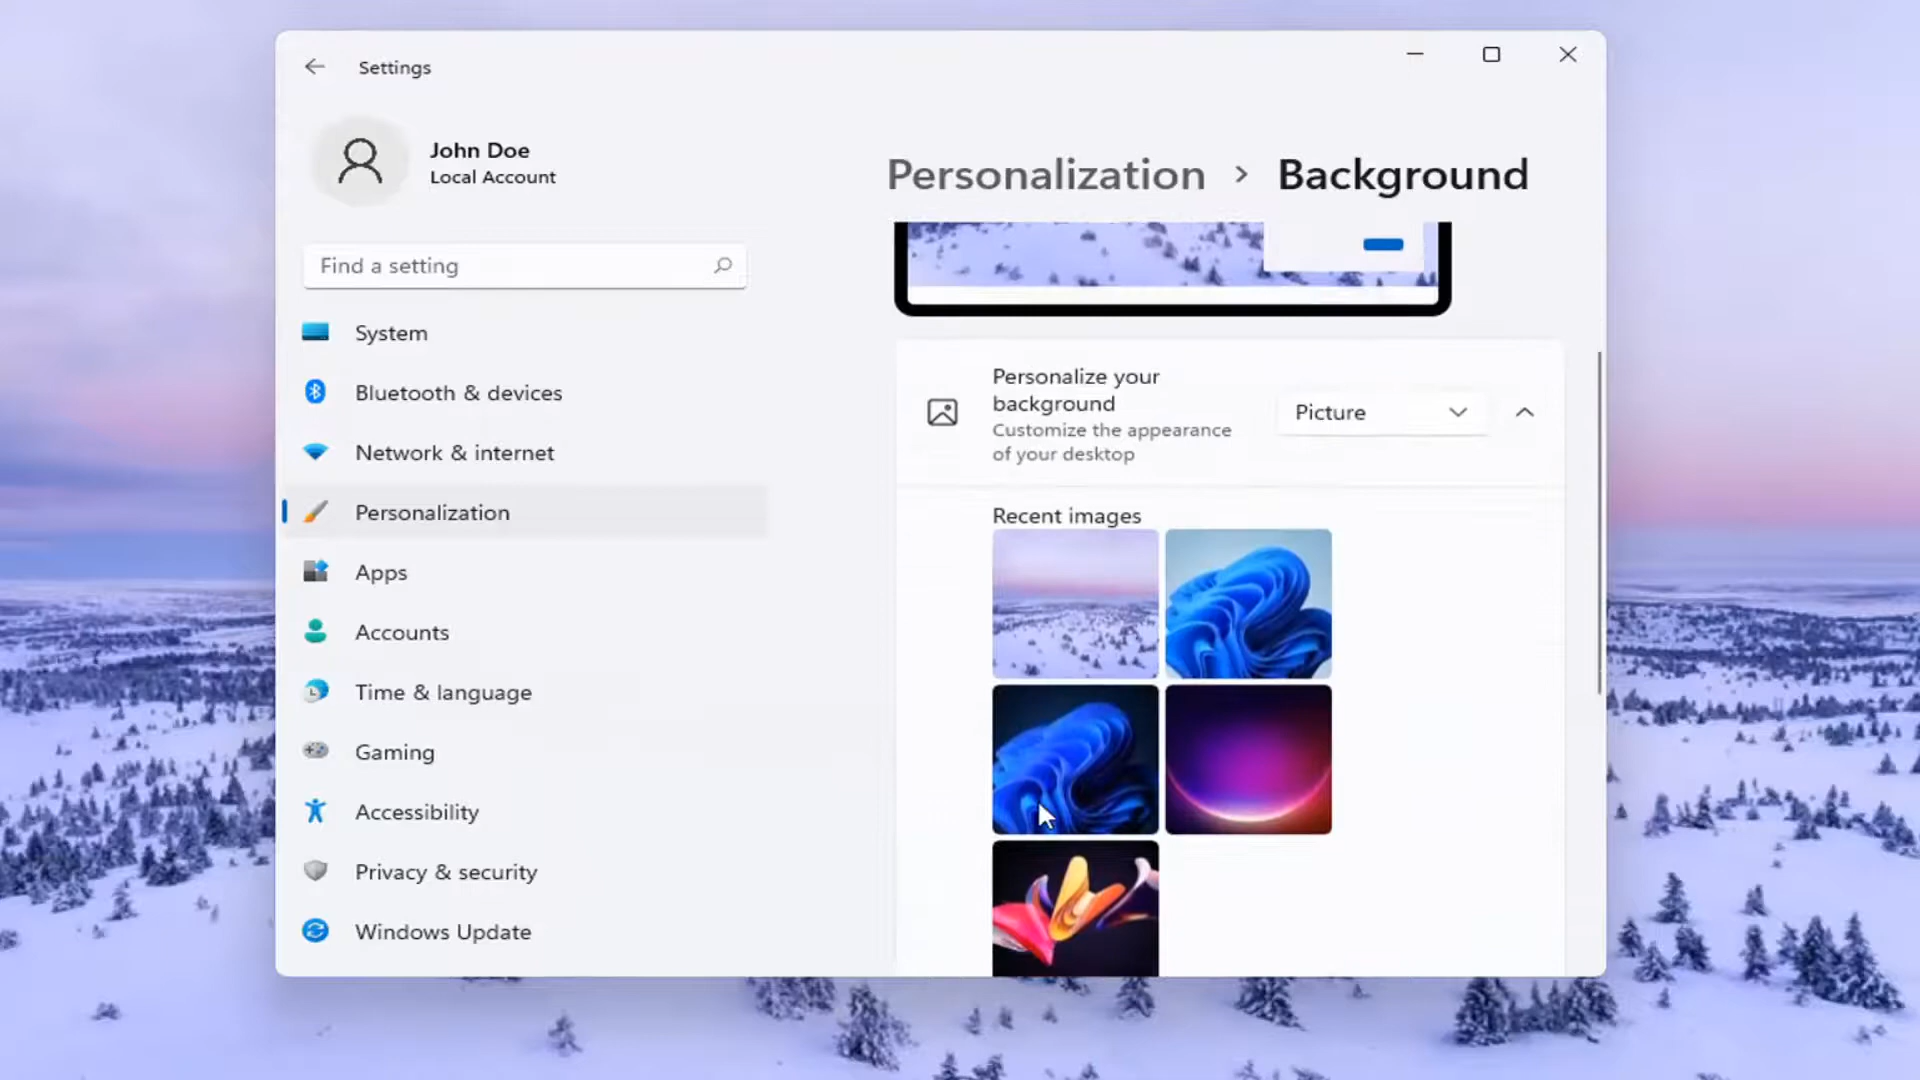 Settings
John Doe
Local Account
Find a setting
System
Bluetooth & devices
Network & internet
Personalization
Apps
Accounts
Time & language
Gaming
Accessibility
Privacy & security
Windows Update
Personalization > Background
Personalize your
background
Customize the appearance
of your desktop
Picture
Recent images